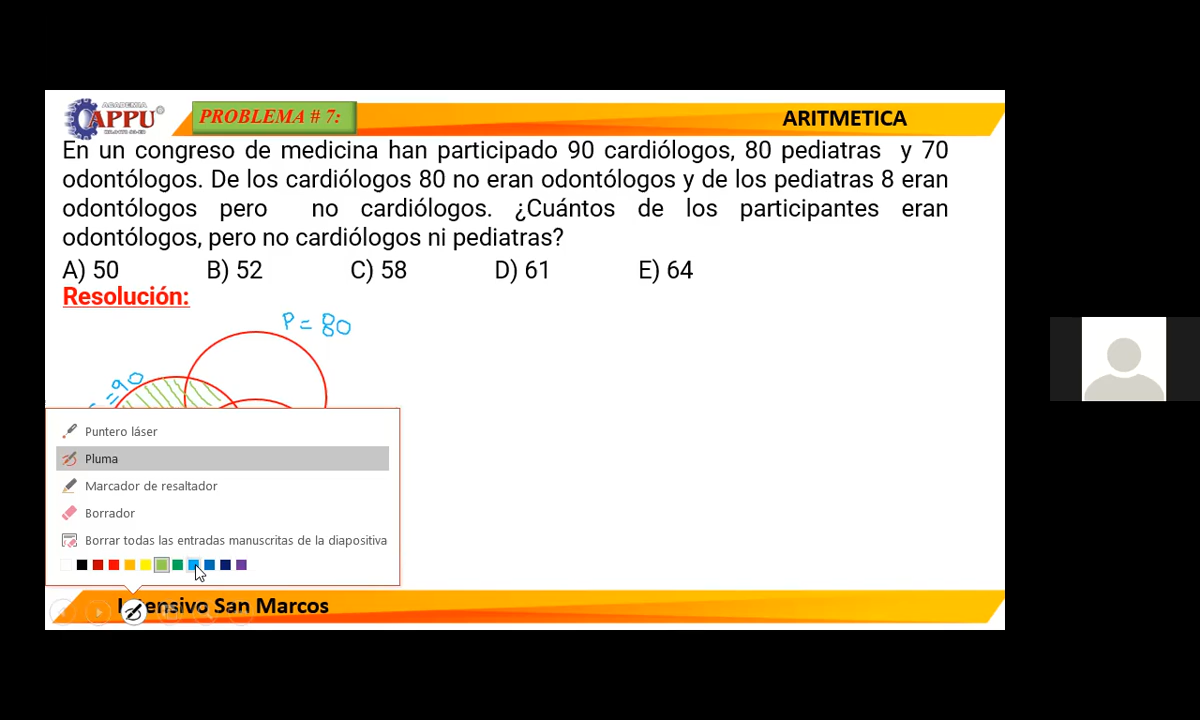 ACADEMIA
APPU
PROBLEMA # 7:
ARITMETICA
En un congreso de medicina han participado 90 cardiólogos, 80 pediatras y 70
odontólogos. De los cardiólogos 80 no eran odontólogos y de los pediatras 8 eran
odontólogos pero no cardiólogos. ¿Cuántos de los participantes eran
odontólogos, pero no cardiólogos ni pediatras?
A) 50 B) 52 C) 58 D) 61 E) 64
Resolución:
P = 80
=90
Puntero láser
Pluma
Marcador de resaltador
Borrador
Borrar todas las entradas manuscritas de la diapositiva
Intensivo San Marcos